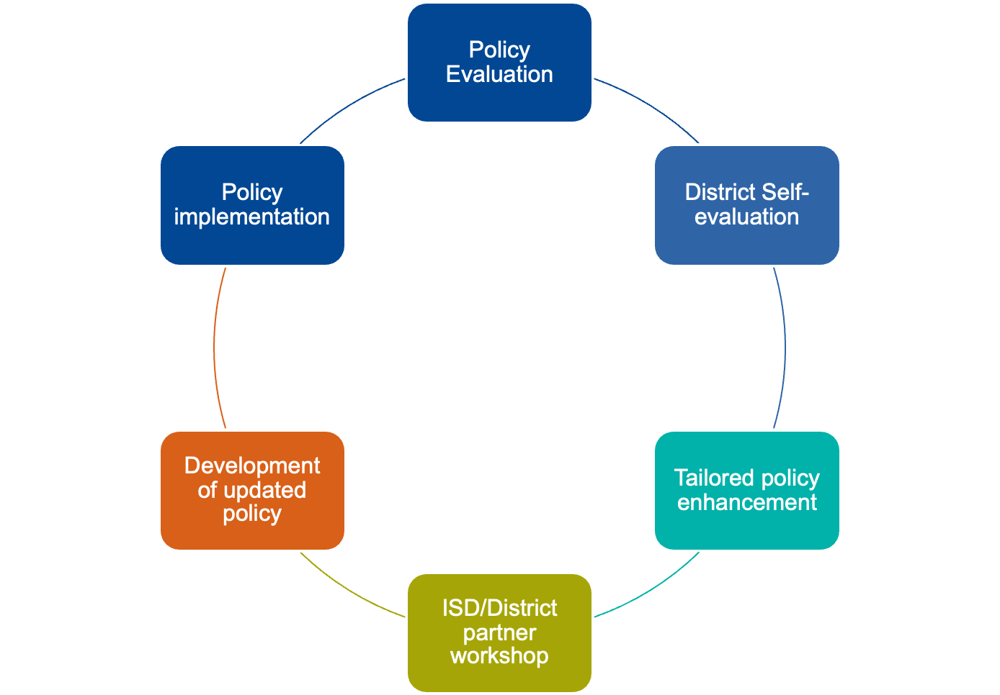 Policy
Evaluation
District Self-
evaluation
Tailored policy
enhancement
ISD/District
partner
workshop
Development
of updated
policy
Policy
implementation